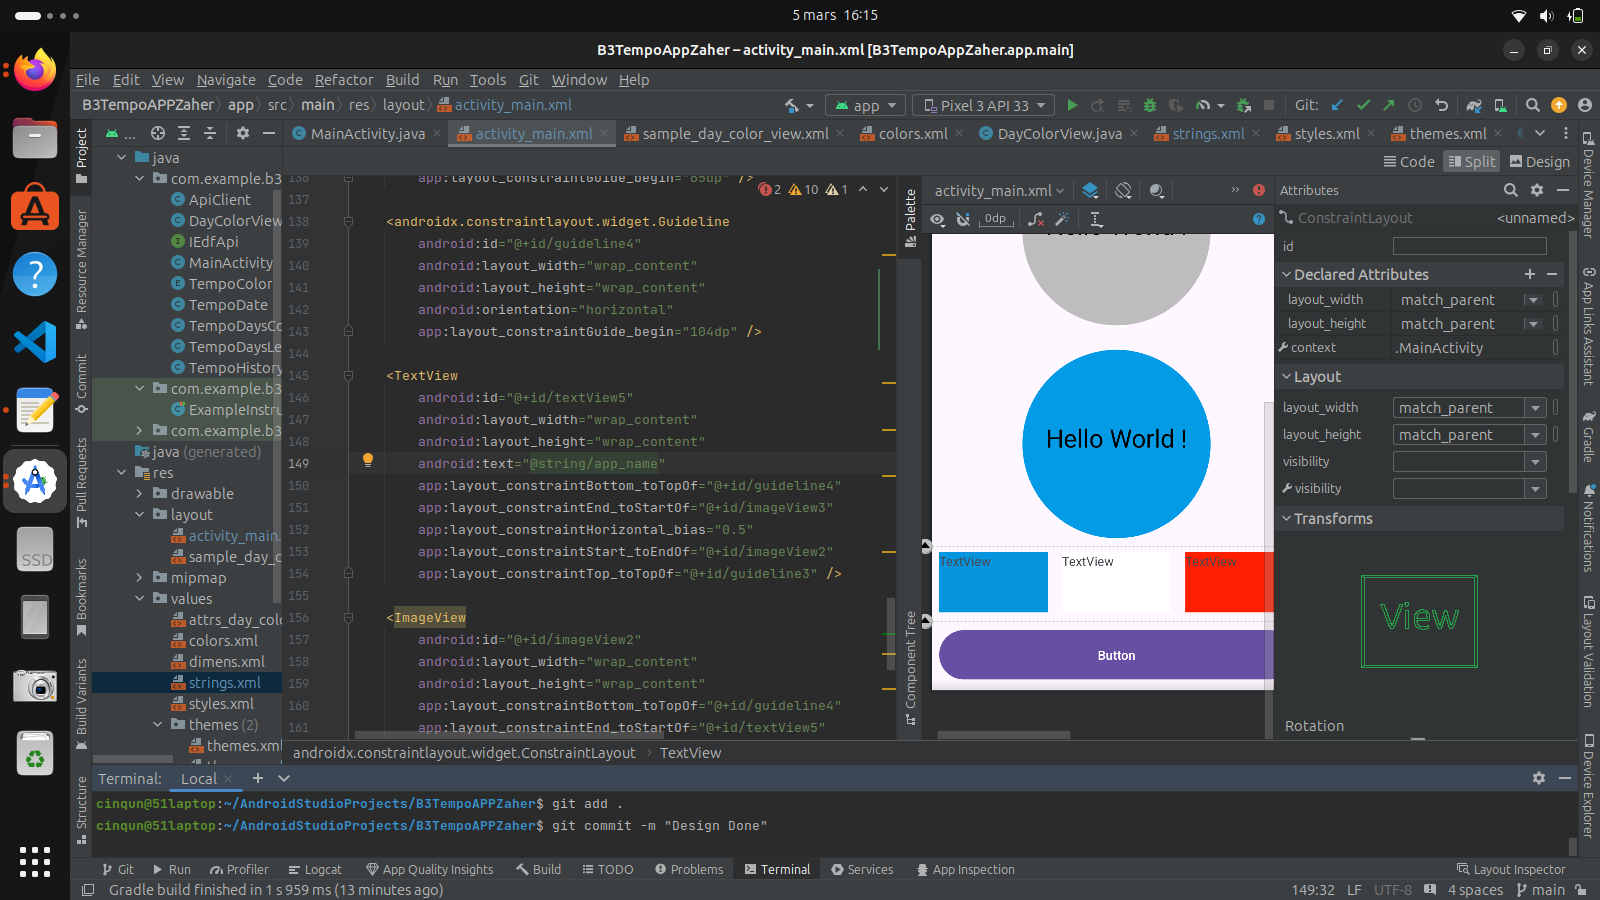 5 mars  16:15
B3TempoAppZaher – activity_main.xml [B3TempoAppZaher.app.main]
File Edit View Navigate Code Refactor Build Run Tools Git Window Help
B3TempoAPPZaher app src main res layout activity_main.xml app Pixel 3 API 33 Git:
... MainActivity.java activity_main.xml sample_day_color_view.xml colors.xml DayColorView.java strings.xml styles.xml themes.xml
Code Split Design
Project
Resource Manager
Commit
Pull Requests
Bookmarks
Build Variants
Structure
java
com.example.b3
ApiClient
DayColorView
IEdfApi
MainActivity
TempoColor
TempoDate
TempoDaysCo
TempoDaysLe
TempoHistory
com.example.b3
ExampleInstru
com.example.b3
java (generated)
res
drawable
layout
activity_main.
sample_day_c
mipmap
values
attrs_day_colo
colors.xml
dimens.xml
strings.xml
styles.xml
themes (2)
themes.xml
136 app:layout_constraintGuide_begin="85dp" />
2 10 1
137
138 <androidx.constraintlayout.widget.Guideline
139 android:id="@+id/guideline4"
140 android:layout_width="wrap_content"
141 android:layout_height="wrap_content"
142 android:orientation="horizontal"
143 app:layout_constraintGuide_begin="104dp" />
144
145 <TextView
146 android:id="@+id/textView5"
147 android:layout_width="wrap_content"
148 android:layout_height="wrap_content"
149 android:text="@string/app_name"
150 app:layout_constraintBottom_toTopOf="@+id/guideline4"
151 app:layout_constraintEnd_toStartOf="@+id/imageView3"
152 app:layout_constraintHorizontal_bias="0.5"
153 app:layout_constraintStart_toEndOf="@+id/imageView2"
154 app:layout_constraintTop_toTopOf="@+id/guideline3" />
155
156 <ImageView
157 android:id="@+id/imageView2"
158 android:layout_width="wrap_content"
159 android:layout_height="wrap_content"
160 app:layout_constraintBottom_toTopOf="@+id/guideline4"
161 app:layout_constraintEnd_toStartOf="@+id/textView5"
androidx.constraintlayout.widget.ConstraintLayout TextView
Palette
Component Tree
activity_main.xml
0dp
Hello World !
Hello World !
TextView TextView TextView
Button
Attributes
ConstraintLayout <unnamed>
id
Declared Attributes
layout_width match_parent
layout_height match_parent
context .MainActivity
Layout
layout_width match_parent
layout_height match_parent
visibility
visibility
Transforms
View
Rotation
Device Manager
App Links Assistant
Gradle
Notifications
Layout Validation
Device Explorer
SSD
Terminal: Local
cinqun@51laptop:~/AndroidStudioProjects/B3TempoAPPZaher$ git add .
cinqun@51laptop:~/AndroidStudioProjects/B3TempoAPPZaher$ git commit -m "Design Done"
Git Run Profiler Logcat App Quality Insights Build TODO Problems Terminal Services App Inspection Layout Inspector
Gradle build finished in 1 s 959 ms (13 minutes ago) 149:32 LF UTF-8 4 spaces main